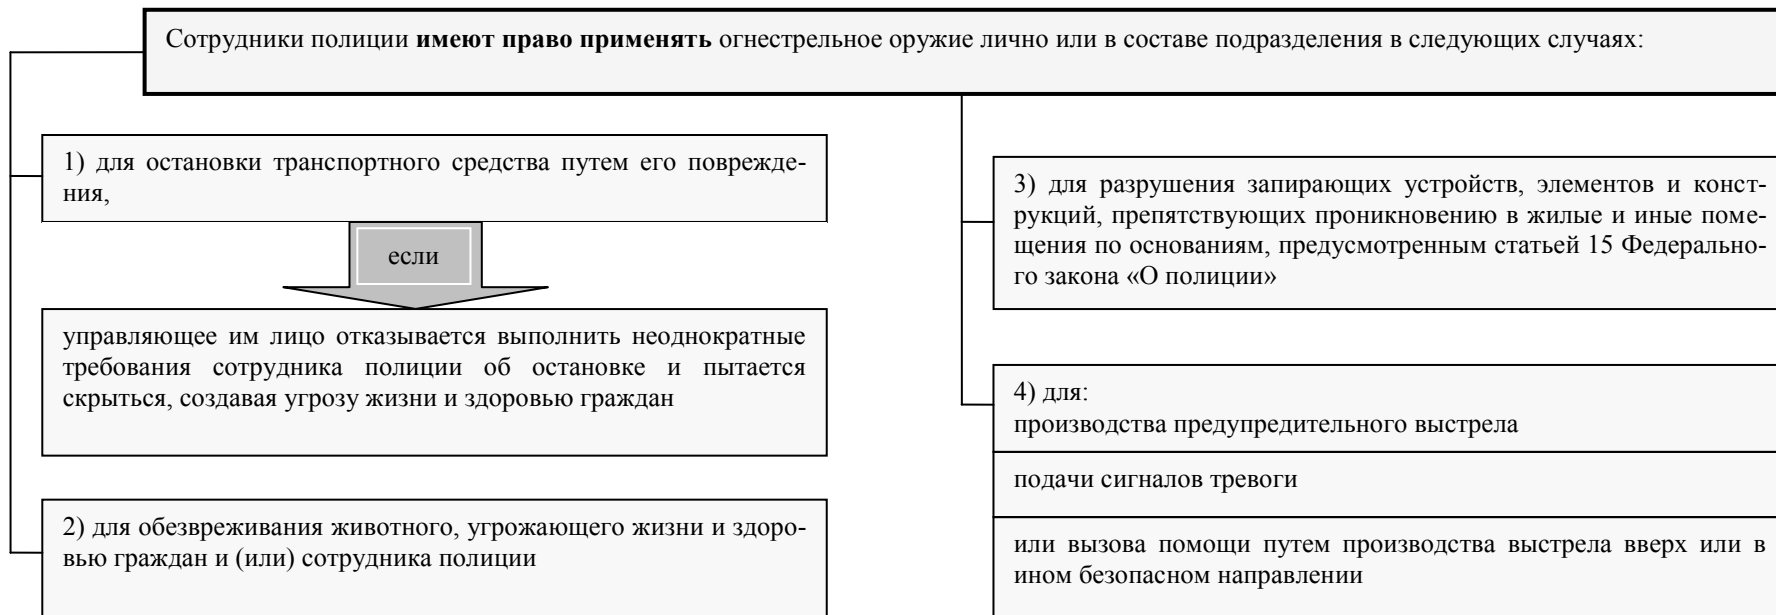 Сотрудники полиции имеют право применять огнестрельное оружие лично или в составе подразделения в следующих случаях:
1) для остановки транспортного средства путем его поврежде-
ния,
если
управляющее им лицо отказывается выполнить неоднократные
требования сотрудника полиции об остановке и пытается
скрыться, создавая угрозу жизни и здоровью граждан
2) для обезвреживания животного, угрожающего жизни и здоро-
вью граждан и (или) сотрудника полиции
3) для разрушения запирающих устройств, элементов и конст-
рукций, препятствующих проникновению в жилые и иные поме-
щения по основаниям, предусмотренным статьей 15 Федерально-
го закона «О полиции»
4) для:
производства предупредительного выстрела
подачи сигналов тревоги
или вызова помощи путем производства выстрела вверх или в
ином безопасном направлении